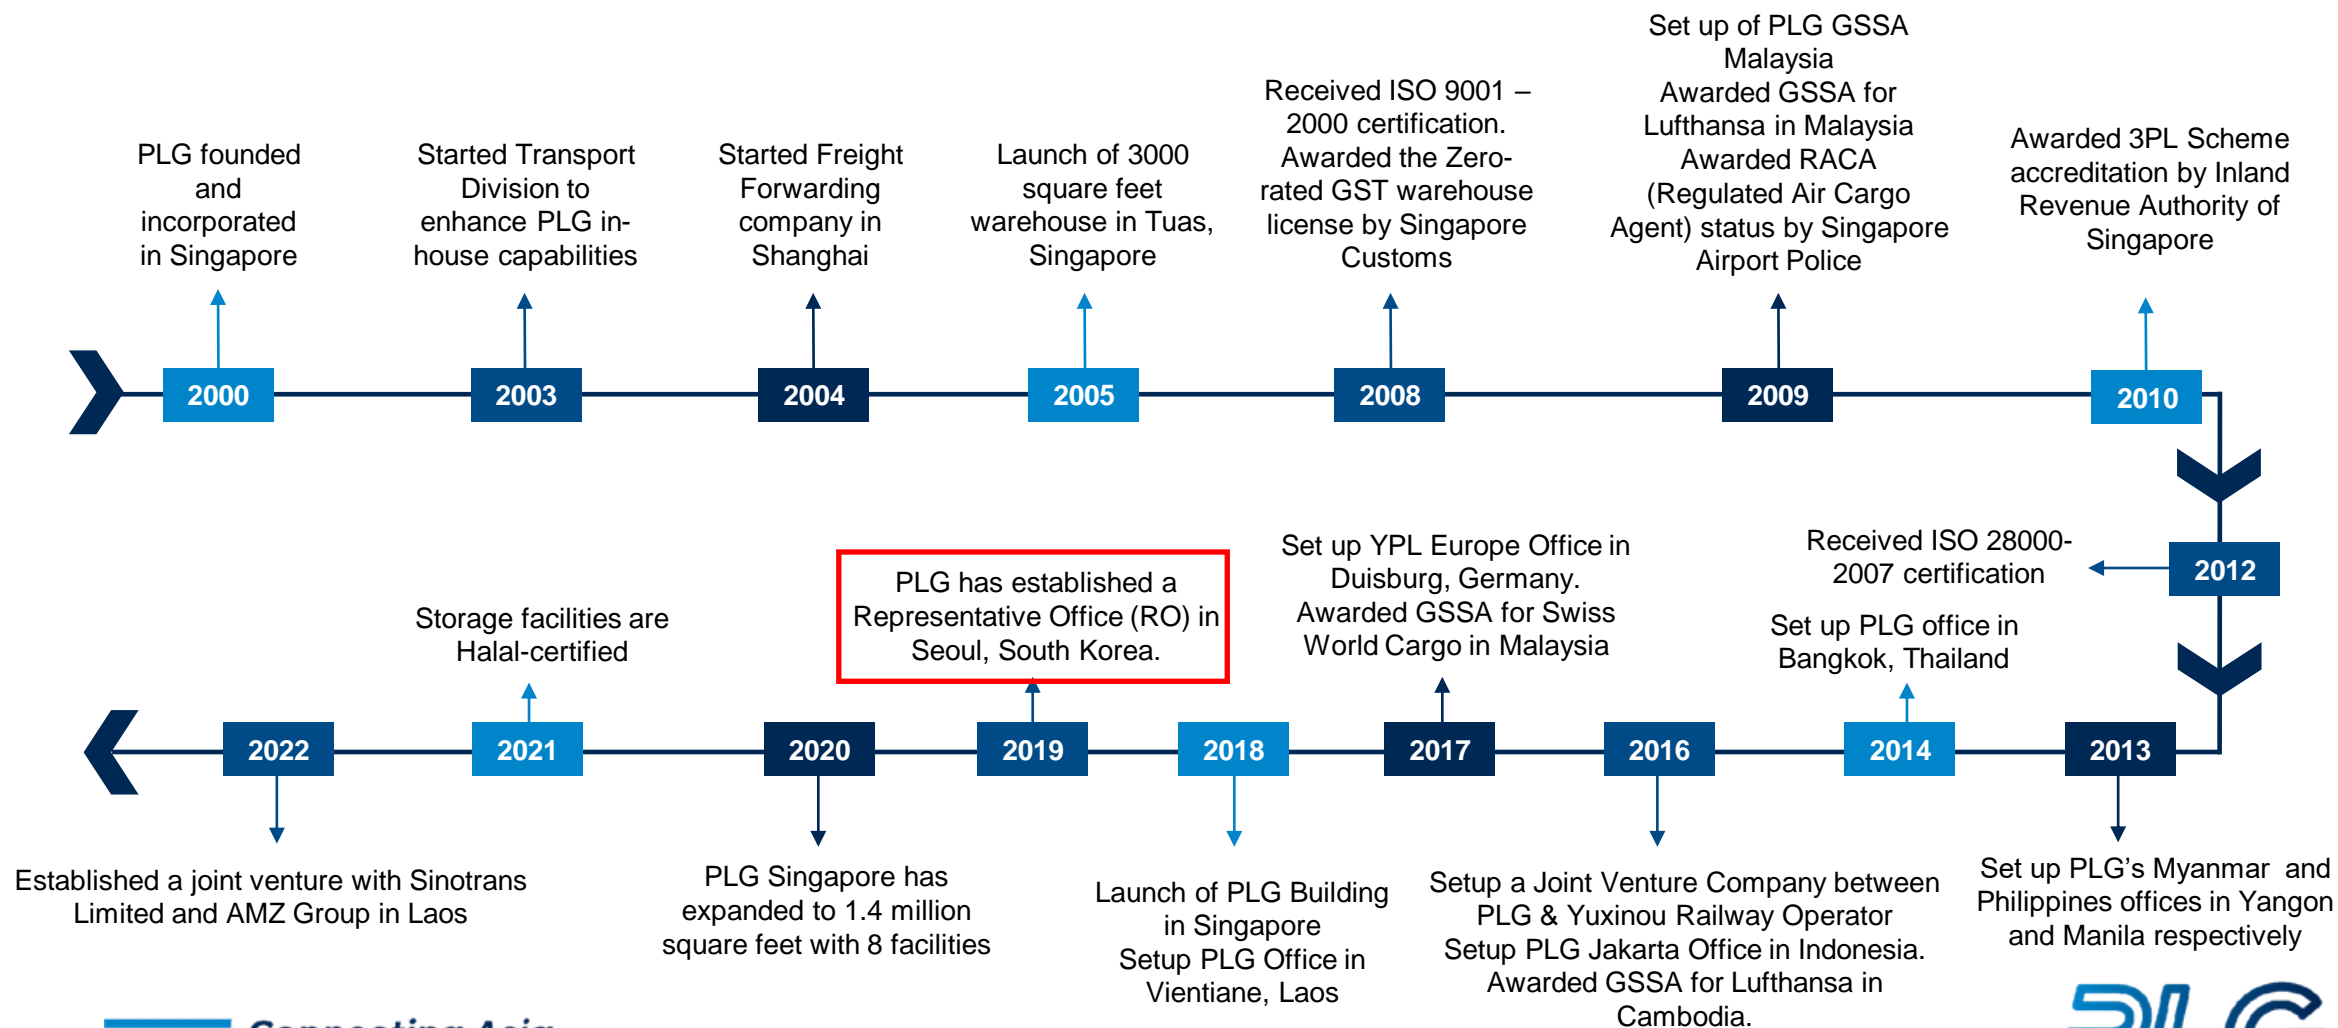 PLG founded
and
incorporated
in Singapore
Started Transport
Division to
enhance PLG in-
house capabilities
Started Freight
Forwarding
company in
Shanghai
Launch of 3000
square feet
warehouse in Tuas,
Singapore
Received ISO 9001 –
2000 certification.
Awarded the Zero-
rated GST warehouse
license by Singapore
Customs
Set up of PLG GSSA
Malaysia
Awarded GSSA for
Lufthansa in Malaysia
Awarded RACA
(Regulated Air Cargo
Agent) status by Singapore
Airport Police
Awarded 3PL Scheme
accreditation by Inland
Revenue Authority of
Singapore
2000
2003
2004
2005
2008
2009
2010
Received ISO 28000-
2007 certification
2012
Storage facilities are
Halal-certified
PLG has established a
Representative Office (RO) in
Seoul, South Korea.
Set up YPL Europe Office in
Duisburg, Germany.
Awarded GSSA for Swiss
World Cargo in Malaysia
Set up PLG office in
Bangkok, Thailand
2022
2021
2020
2019
2018
2017
2016
2014
2013
Established a joint venture with Sinotrans
Limited and AMZ Group in Laos
PLG Singapore has
expanded to 1.4 million
square feet with 8 facilities
Launch of PLG Building
in Singapore
Setup PLG Office in
Vientiane, Laos
Setup a Joint Venture Company between
PLG & Yuxinou Railway Operator
Setup PLG Jakarta Office in Indonesia.
Awarded GSSA for Lufthansa in
Cambodia.
Set up PLG's Myanmar and
Philippines offices in Yangon
and Manila respectively
Connecting Asia
PLG